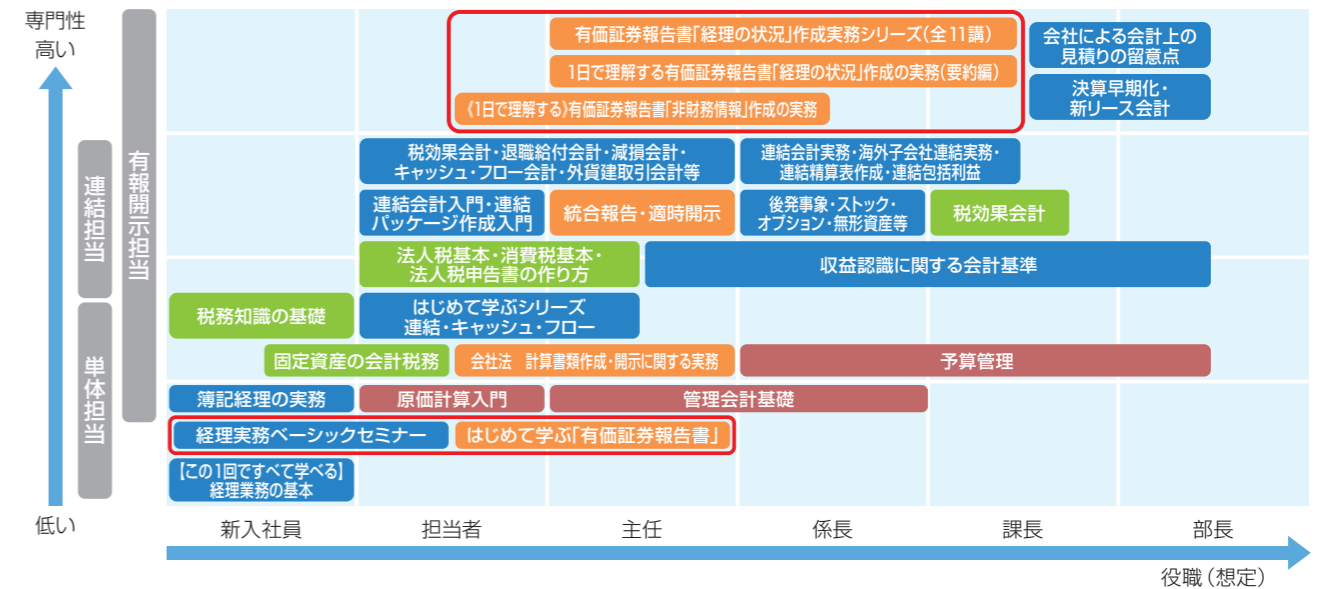 専門性
高い
有価証券報告書｢経理の状況｣作成実務シリーズ(全11講)
1日で理解する有価証券報告書｢経理の状況｣作成の実務(要約編)
《1日で理解する》有価証券報告書｢非財務情報｣作成の実務
会社による会計上の
見積りの留意点
決算早期化・
新リース会計
有報開示担当
連結担当
単体担当
税効果会計・退職給付会計・減損会計・
キャッシュ・フロー会計・外貨建取引会計等
連結会計実務・海外子会社連結実務・
連結精算表作成・連結包括利益
連結会計入門・連結
パッケージ作成入門
統合報告・適時開示
後発事象・ストック・
オプション・無形資産等
税効果会計
法人税基本・消費税基本・
法人税申告書の作り方
収益認識に関する会計基準
税務知識の基礎
はじめて学ぶシリーズ
連結・キャッシュ・フロー
固定資産の会計税務
会社法　計算書類作成・開示に関する実務
予算管理
簿記経理の実務
原価計算入門
管理会計基礎
経理実務ベーシックセミナー
はじめて学ぶ｢有価証券報告書｣
【この1回ですべて学べる】
経理業務の基本
低い
新入社員
担当者
主任
係長
課長
部長
役職（想定）